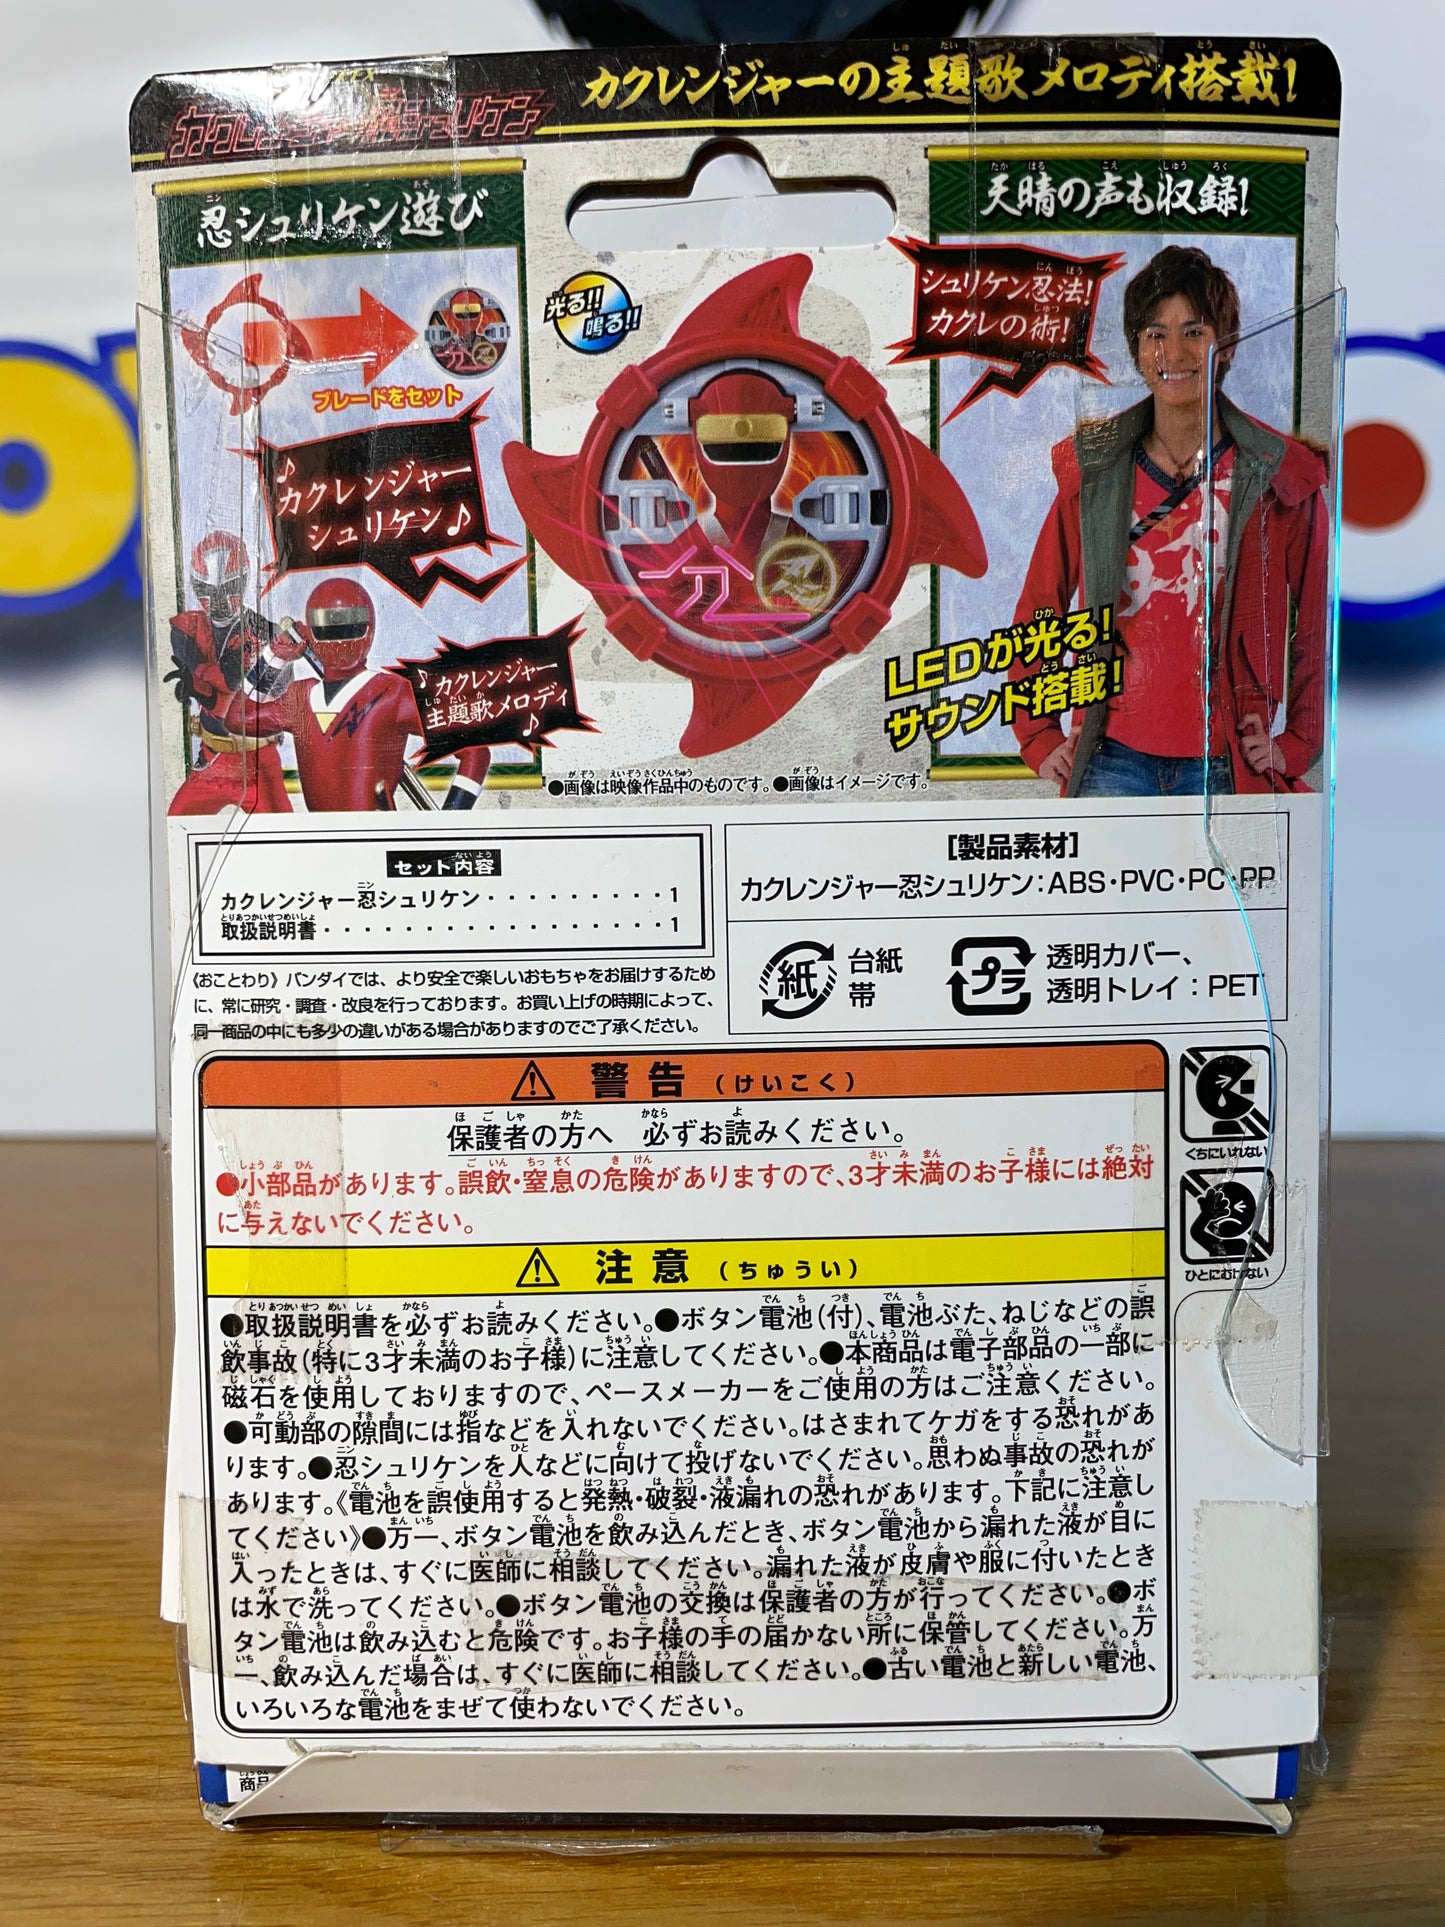 カクレンジャーの主題歌メロディ搭載!
カクレンジャー忍シュリケン
忍シュリケン遊び
ブレードをセット
♪カクレンジャー
シュリケン♪
♪カクレンジャー
主題歌メロディ♪
光る!!
鳴る!!
天晴の声も収録!
シュリケン忍法!
カクレの術!
LEDが光る!
サウンド搭載!
●画像は映像作品中のものです。●画像はイメージです。
セット内容
カクレンジャー忍シュリケン・・・・・・・・・・1
取扱説明書・・・・・・・・・・・・・・・・・・1
《おことわり》バンダイでは、より安全で楽しいおもちゃをお届けするため
に、常に研究・調査・改良を行っております。お買い上げの時期によって、
同一商品の中にも多少の違いがある場合がありますのでご了承ください。
[製品素材]
カクレンジャー忍シュリケン:ABS・PVC・PC・PP
紙 台紙
帯
プラ 透明カバー、
透明トレイ:PET
警告(けいこく)
保護者の方へ 必ずお読みください。
●小部品があります。誤飲・窒息の危険がありますので、3才未満のお子様には絶対
に与えないでください。
注意(ちゅうい)
●取扱説明書を必ずお読みください。●ボタン電池(付)、電池ぶた、ねじなどの誤
飲事故(特に3才未満のお子様)に注意してください。●本商品は電子部品の一部に
磁石を使用しておりますので、ペースメーカーをご使用の方はご注意ください。
●可動部の隙間には指などを入れないでください。はさまれてケガをする恐れがあ
ります。●忍シュリケンを人などに向けて投げないでください。思わぬ事故の恐れが
あります。《電池を誤使用すると発熱・破裂・液漏れの恐れがあります。下記に注意し
てください》●万一、ボタン電池を飲み込んだとき、ボタン電池から漏れた液が目に
入ったときは、すぐに医師に相談してください。漏れた液が皮膚や服に付いたとき
は水で洗ってください。●ボタン電池の交換は保護者の方が行ってください。●ボ
タン電池は飲み込むと危険です。お子様の手の届かない所に保管してください。万
一、飲み込んだ場合は、すぐに医師に相談してください。●古い電池と新しい電池、
いろいろな電池をまぜて使わないでください。
くちにいれない
ひとにむけない
商品